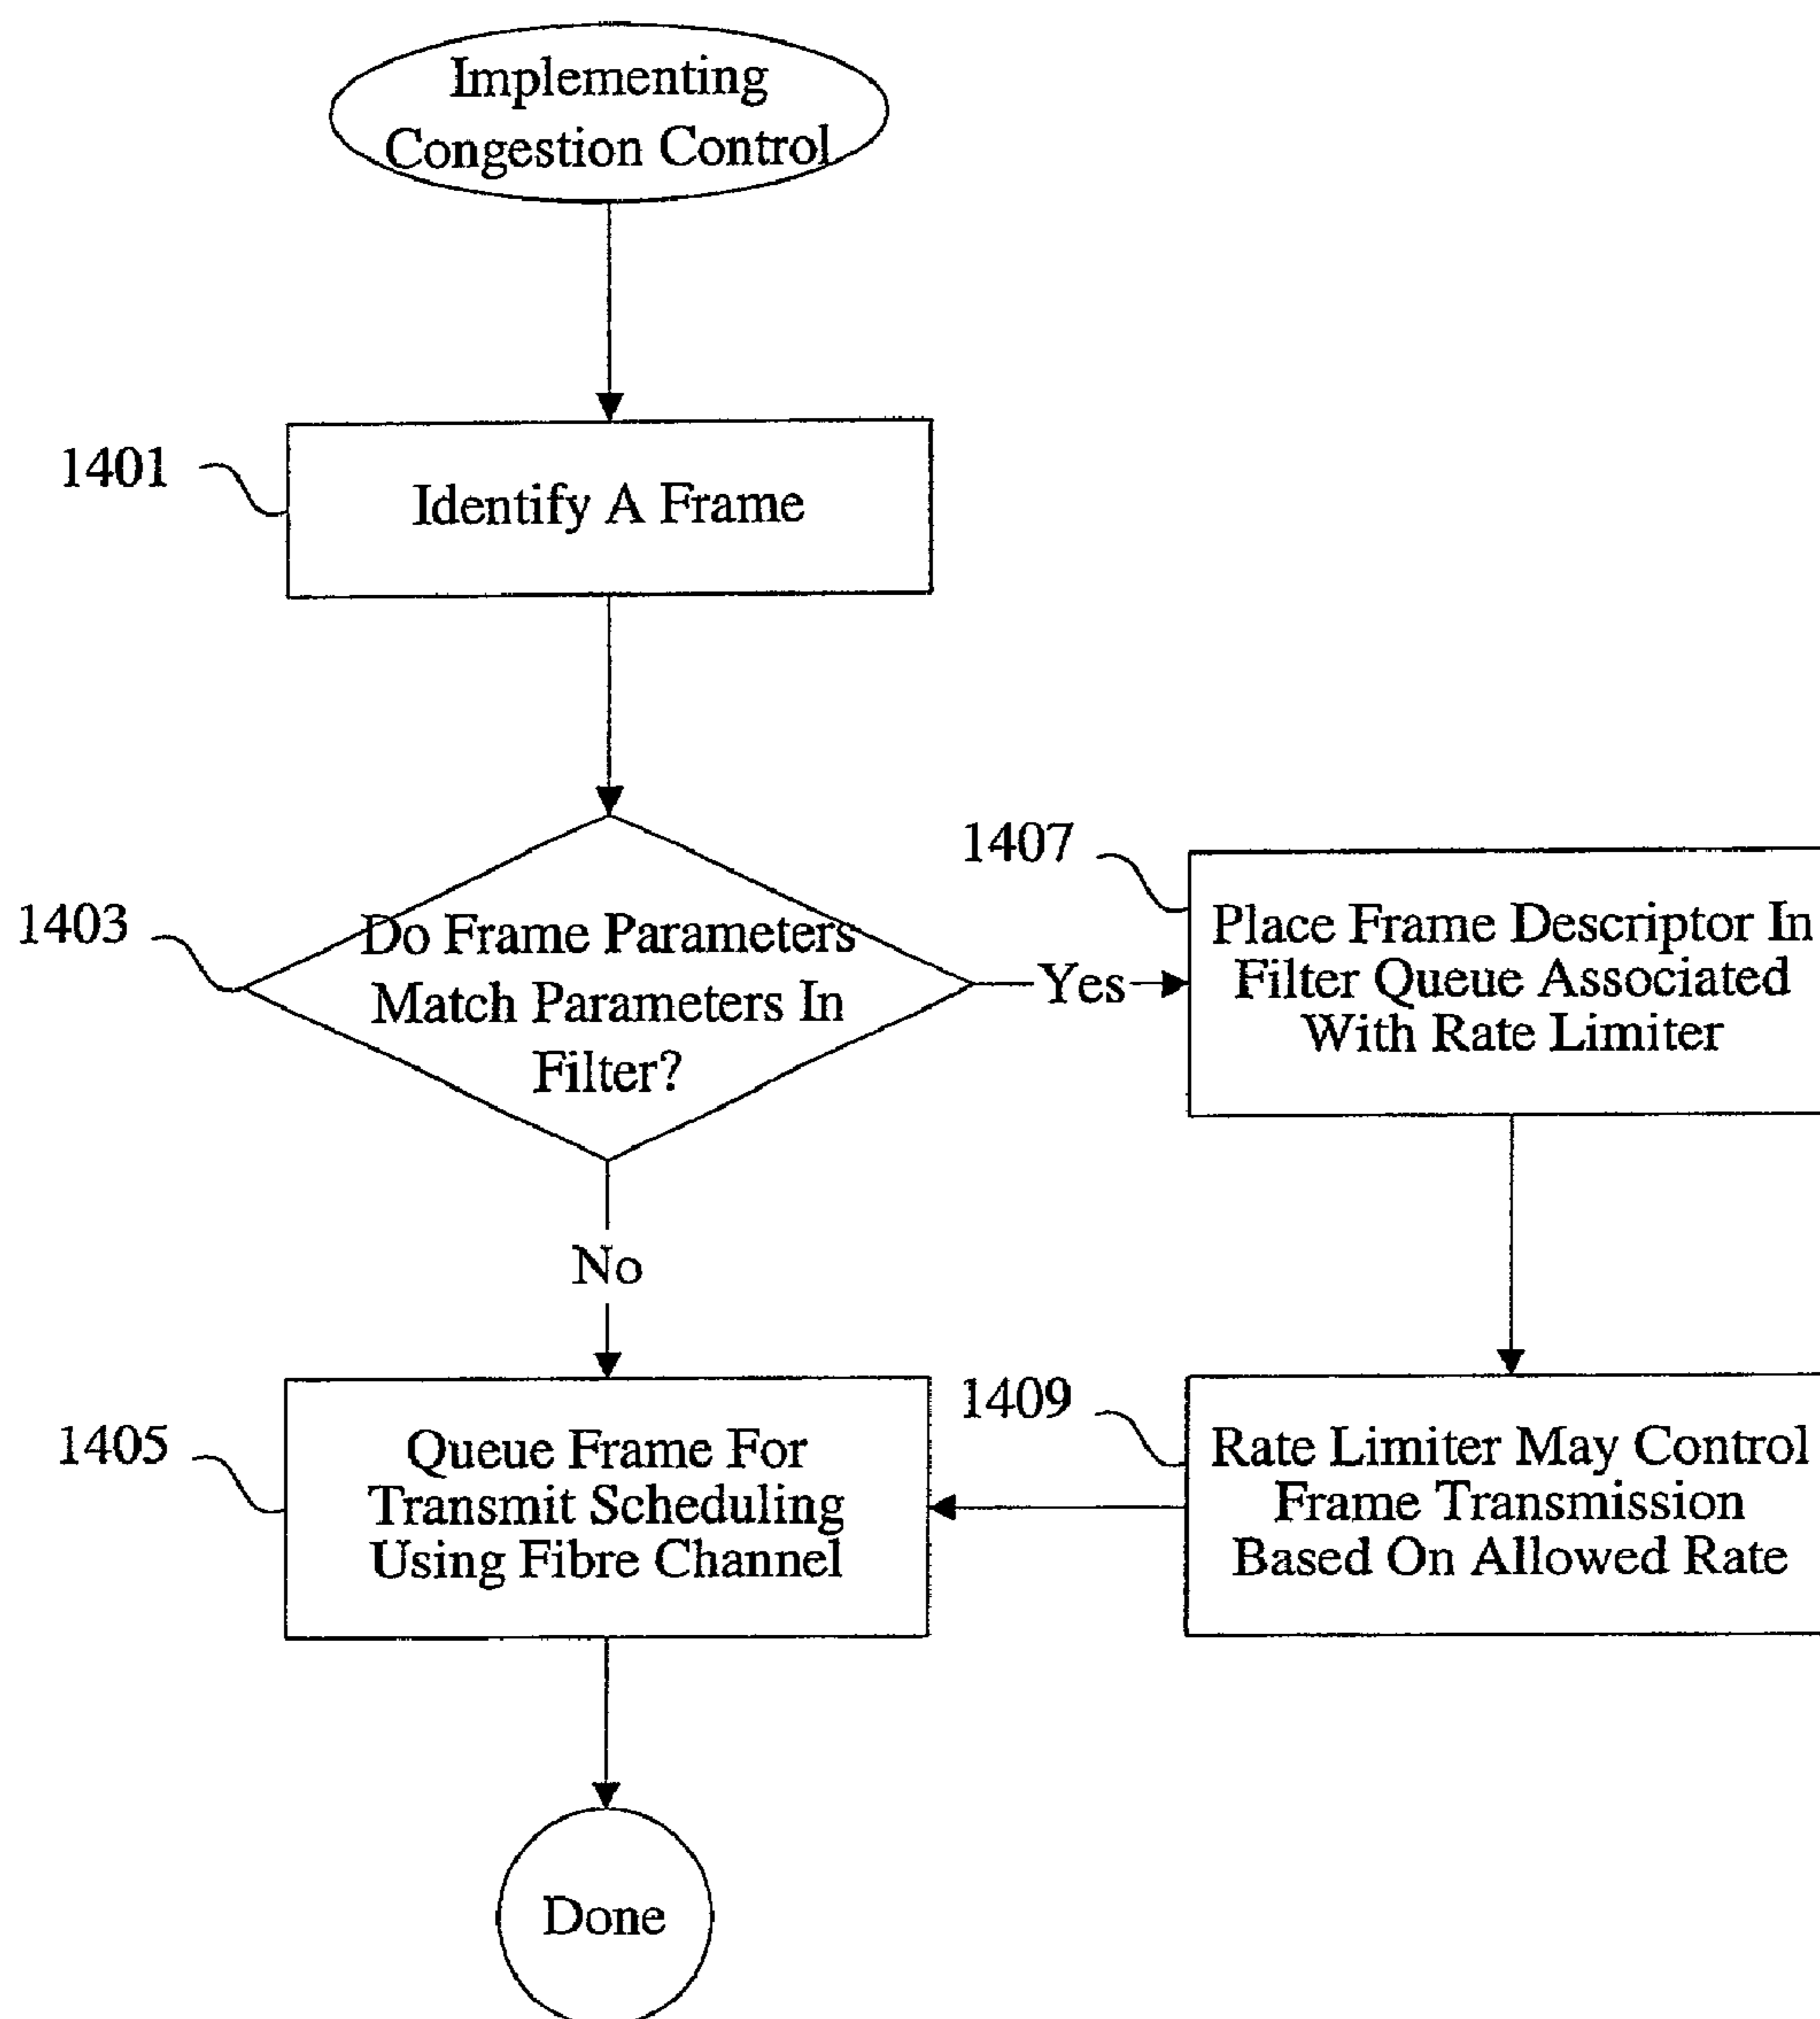 Implementing
Congestion Control
1401
Identify A Frame
1403
Do Frame Parameters
Match Parameters In
Filter?
Yes
1407
Place Frame Descriptor In
Filter Queue Associated
With Rate Limiter
No
1405
Queue Frame For
Transmit Scheduling
Using Fibre Channel
1409
Rate Limiter May Control
Frame Transmission
Based On Allowed Rate
Done